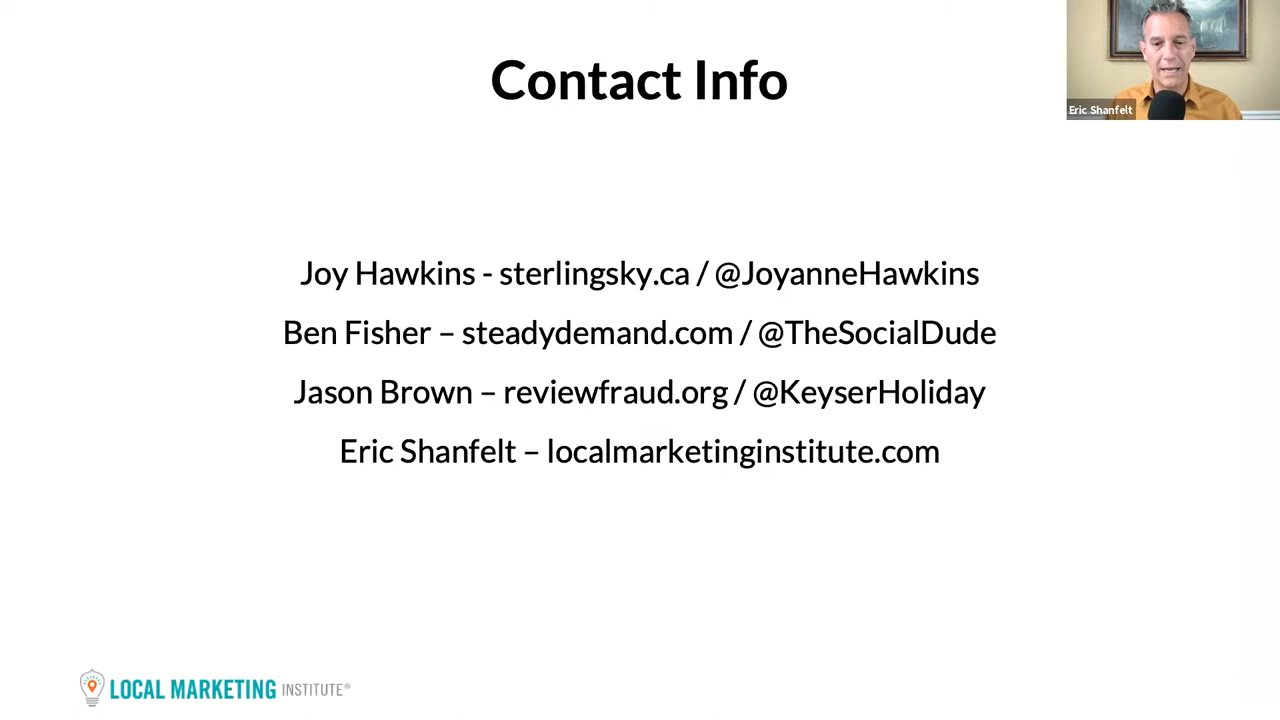 Contact Info
Eric Shanfelt
Joy Hawkins - sterlingsky.ca / @JoyanneHawkins
Ben Fisher – steadydemand.com / @TheSocialDude
Jason Brown – reviewfraud.org / @KeyserHoliday
Eric Shanfelt – localmarketinginstitute.com
LOCAL MARKETING INSTITUTE®